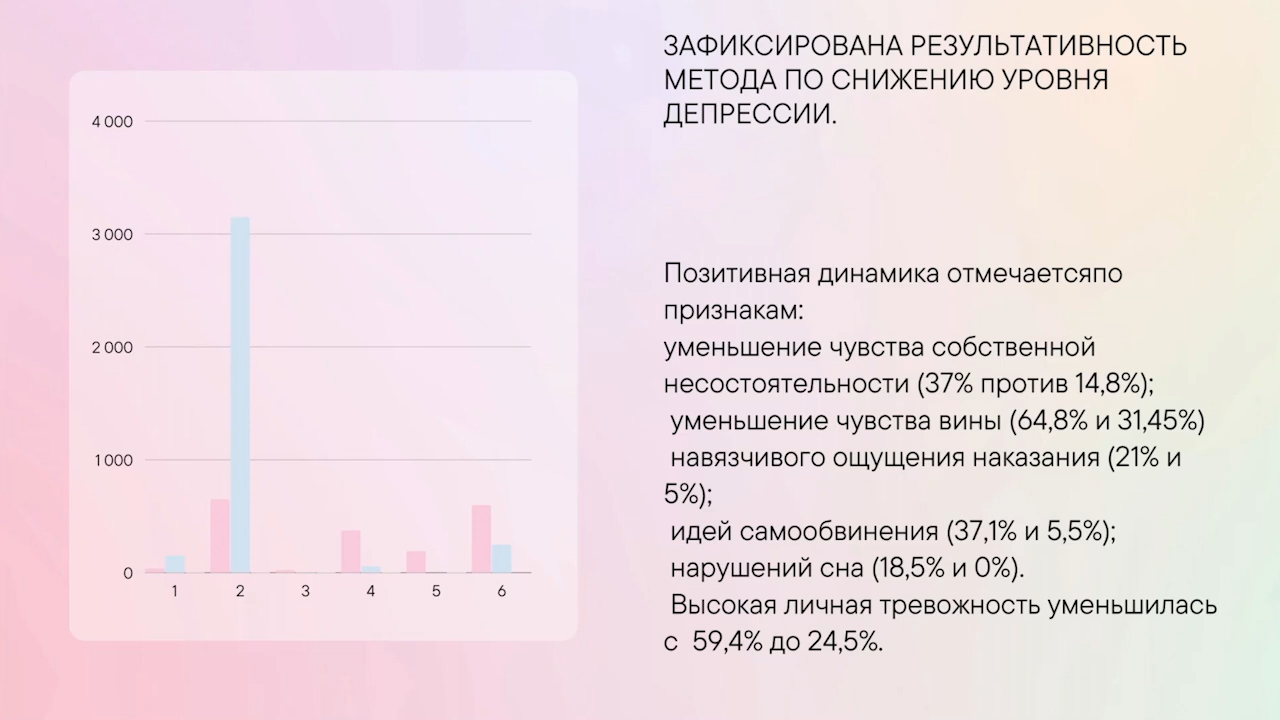 ЗАФИКСИРОВАНА РЕЗУЛЬТАТИВНОСТЬ
МЕТОДА ПО СНИЖЕНИЮ УРОВНЯ
ДЕПРЕССИИ.
4 000
3 000
2 000
1 000
0
1 2 3 4 5 6
Позитивная динамика отмечаетсяпо
признакам:
уменьшение чувства собственной
несостоятельности (37% против 14,8%);
уменьшение чувства вины (64,8% и 31,45%)
навязчивого ощущения наказания (21% и
5%);
идей самообвинения (37,1% и 5,5%);
нарушений сна (18,5% и 0%).
Высокая личная тревожность уменьшилась
с 59,4% до 24,5%.